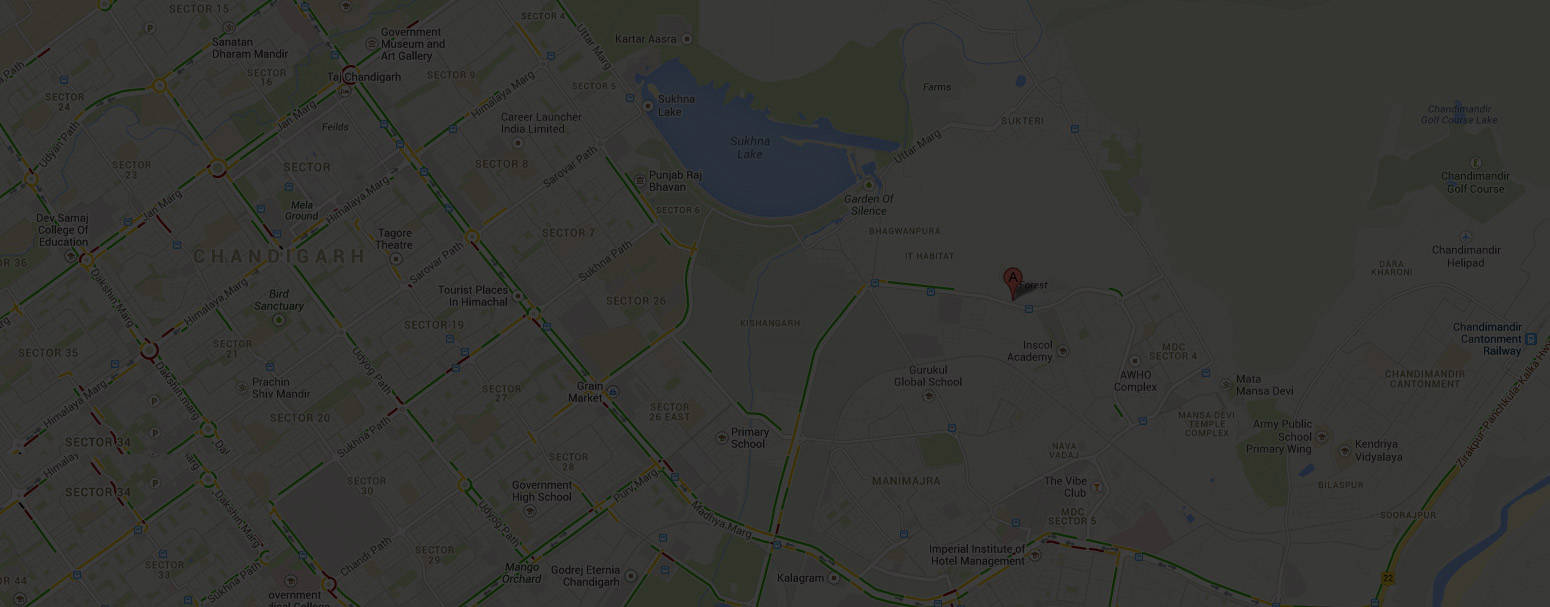 SECTOR 15
SECTOR 4
Sanatan
Dharam Mandir
Government
Museum and
Art Gallery
Kartar Aasra
Uttar Marg
SECTOR
16
Taj Chandigarh
SECTOR 9
Himalaya Marg
SECTOR 5
Path
SECTOR
24
Jan Marg
Feilds
Career Launcher
India Limited
Sukhna
Lake
Sukhna
Lake
Farms
SUKTERI
Uttar Marg
Chandimandir
Golf Course Lake
Udyan Path
SECTOR
23
SECTOR
SECTOR 8
Sarovar Path
Punjab Raj
Bhavan
Chandimandir
Golf Course
Jan Marg
Himalaya Marg
Mela
Ground
SECTOR 6
Garden Of
Silence
Dev Samaj
College Of
Education
Tagore
Theatre
SECTOR 7
BHAGWANPURA
CHANDIGARH
IT HABITAT
Chandimandir
Helipad
OR 36
Sarovar Path
Sukhna Path
DARA
KHARONI
Dakshin Marg
Himalaya Marg
Bird
Sanctuary
Tourist Places
In Himachal
SECTOR 26
A
Forest
SECTOR 19
KISHANGARH
Chandimandir
Cantonment
Railway
SECTOR 35
SECTOR
21
Udyog Path
Inscol
Academy
MDC
SECTOR 4
Gurukul
Global School
AWHO
Complex
CHANDIMANDIR
CANTONMENT
Prachin
Shiv Mandir
Grain
Market
Mata
Mansa Devi
Himalaya Marg
Dakshin marg
SECTOR 20
SECTOR
27
SECTOR
26 EAST
MANSA DEVI
TEMPLE
COMPLEX
P
SECTOR 34
Sukhna Path
Primary
School
Army Public
School
Primary Wing
Kendriya
Vidyalaya
Zirakpur-Panchkula-Kalka Hwy
P
Himalay
NAVA
VADAJ
SECTOR
28
Purv Marg
SECTOR 34
P
SECTOR
30
Government
High School
MANIMAJRA
The Vibe
Club
BILASPUR
Dakshin Marg
Udyog Path
Madhya Marg
MDC
SECTOR 5
SOORAJPUR
SECTOR
33
Chandi Path
SECTOR
29
Imperial Institute of
Hotel Management
OR 44
Sukhna Path
Mango
Orchard
Godrej Eternia
Chandigarh
Kalagram
22
overnment
dical College